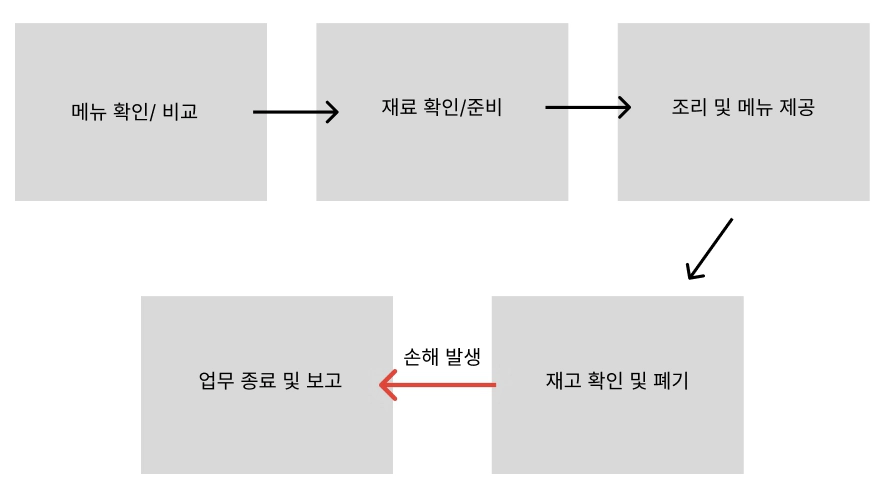 메뉴 확인/ 비교
재료 확인/준비
조리 및 메뉴 제공
손해 발생
업무 종료 및 보고
재고 확인 및 폐기